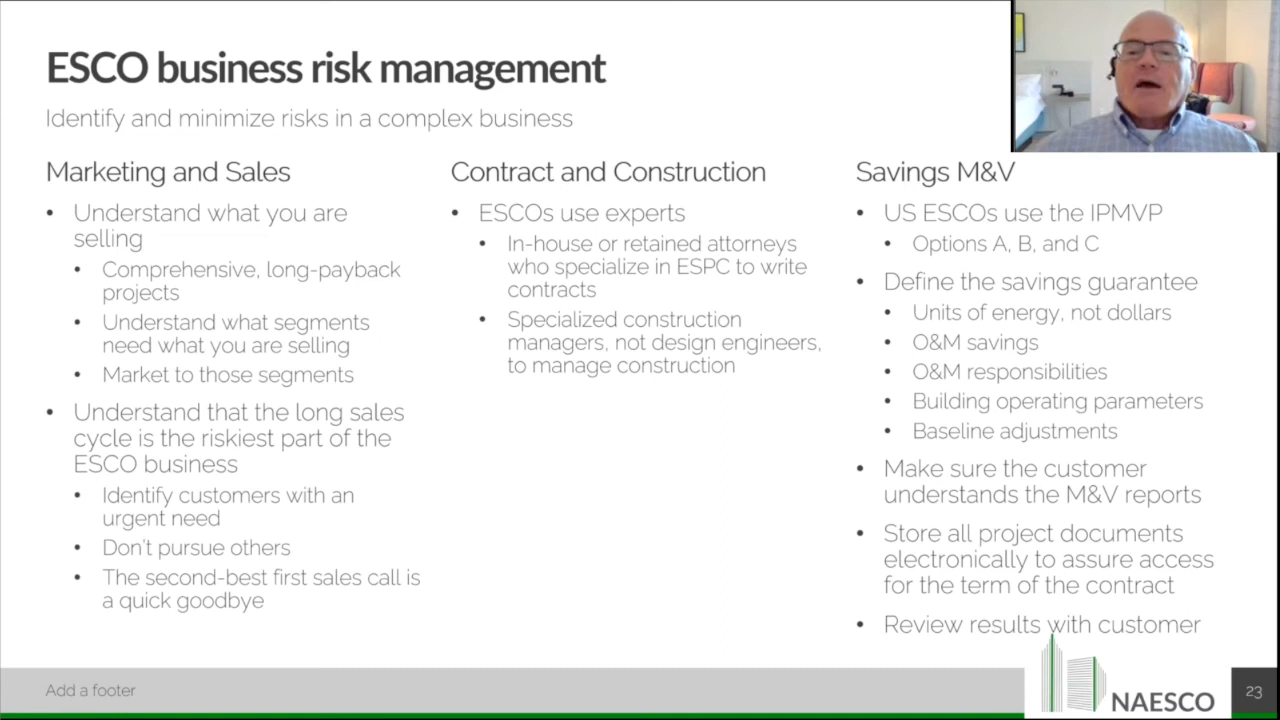 ESCO business risk management
Identify and minimize risks in a complex business
Marketing and Sales
• Understand what you are
selling
• Comprehensive, long-payback
projects
• Understand what segments
need what you are selling
• Market to those segments
• Understand that the long sales
cycle is the riskiest part of the
ESCO business
• Identify customers with an
urgent need
• Don't pursue others
• The second-best first sales call is
a quick goodbye
Contract and Construction
• ESCOs use experts
• In-house or retained attorneys
who specialize in ESPC to write
contracts
• Specialized construction
managers, not design engineers,
to manage construction
Savings M&V
• US ESCOs use the IPMVP
• Options A, B, and C
• Define the savings guarantee
• Units of energy, not dollars
• O&M savings
• O&M responsibilities
• Building operating parameters
• Baseline adjustments
• Make sure the customer
understands the M&V reports
• Store all project documents
electronically to assure access
for the term of the contract
• Review results with customer
Add a footer
NAESCO
23